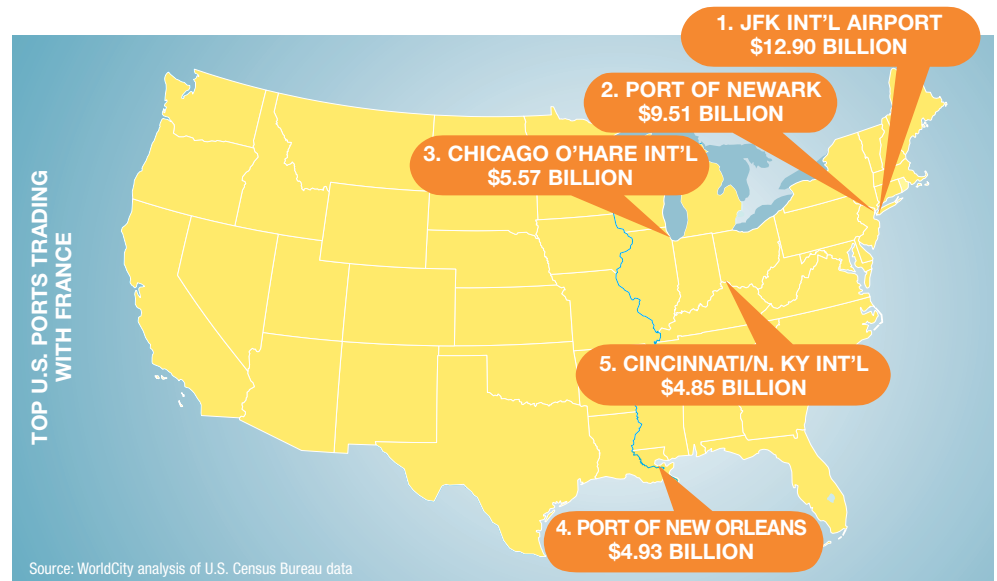 TOP U.S. PORTS TRADING
WITH FRANCE
1. JFK INT'L AIRPORT
$12.90 BILLION
2. PORT OF NEWARK
$9.51 BILLION
3. CHICAGO O'HARE INT'L
$5.57 BILLION
5. CINCINNATI/N. KY INT'L
$4.85 BILLION
4. PORT OF NEW ORLEANS
$4.93 BILLION
Source: WorldCity analysis of U.S. Census Bureau data